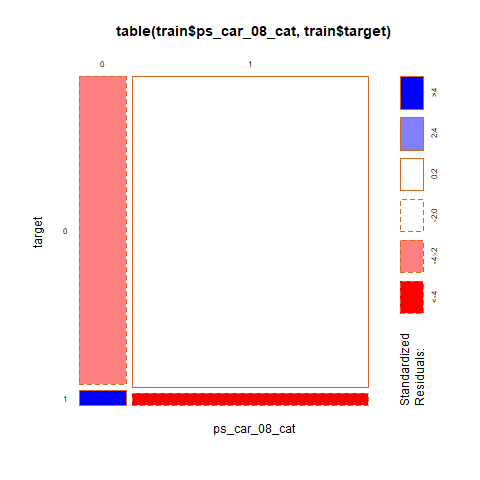 table(train$ps_car_08_cat, train$target)
0
1
target
0
1
ps_car_08_cat
Standardized
Residuals:
<-4
-4:-2
-2:0
0:2
2:4
>4